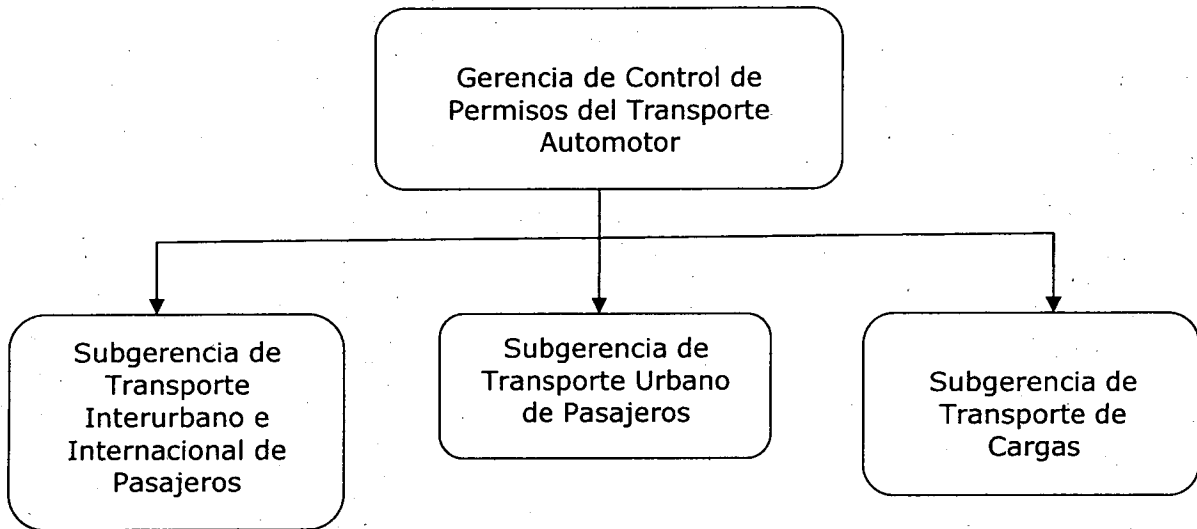 Gerencia de Control de
Permisos del Transporte
Automotor
Subgerencia de
Transporte
Interurbano e
Internacional de
Pasajeros
Subgerencia de
Transporte Urbano
de Pasajeros
Subgerencia de
Transporte de
Cargas